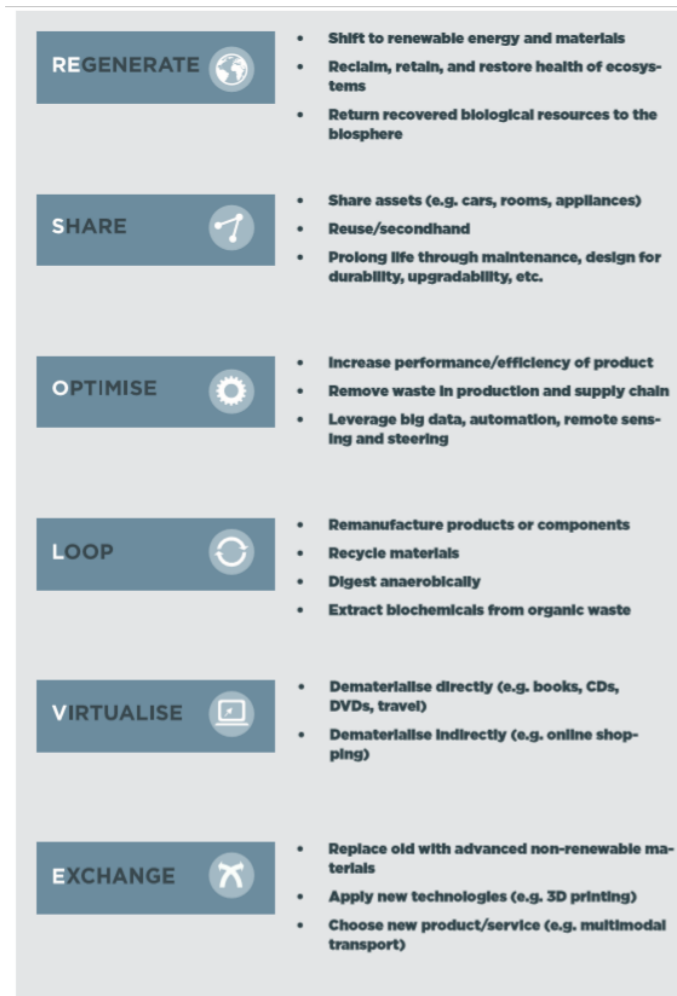 REGENERATE
• Shift to renewable energy and materials
• Reclaim, retain, and restore health of ecosys-
tems
• Return recovered biological resources to the
biosphere
SHARE
• Share assets (e.g. cars, rooms, appliances)
• Reuse/secondhand
• Prolong life through maintenance, design for
durability, upgradability, etc.
OPTIMISE
• Increase performance/efficiency of product
• Remove waste in production and supply chain
• Leverage big data, automation, remote sens-
ing and steering
LOOP
• Remanufacture products or components
• Recycle materials
• Digest anaerobically
• Extract biochemicals from organic waste
VIRTUALISE
• Dematerialise directly (e.g. books, CDs,
DVDs, travel)
• Dematerialise indirectly (e.g. online shop-
ping)
EXCHANGE
• Replace old with advanced non-renewable ma-
terials
• Apply new technologies (e.g. 3D printing)
• Choose new product/service (e.g. multimodal
transport)